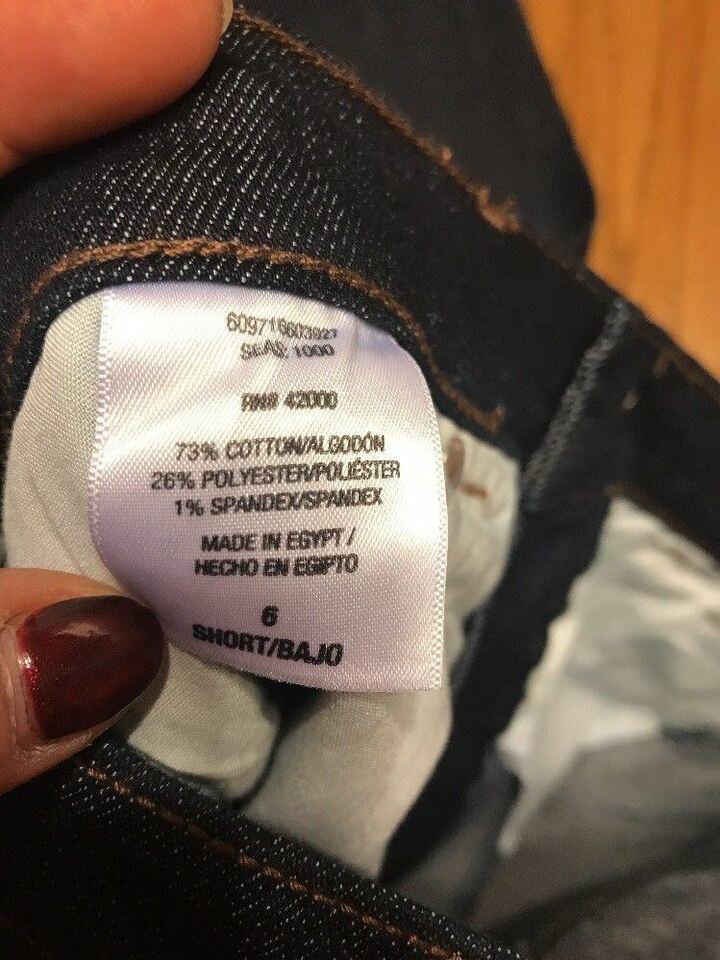 609716603927
SEAS: 1000
RN# 42000
73% COTTON/ALGODÓN
26% POLYESTER/POLIÉSTER
1% SPANDEX/SPANDEX
MADE IN EGYPT /
HECHO EN EGIPTO
6
SHORT/BAJO